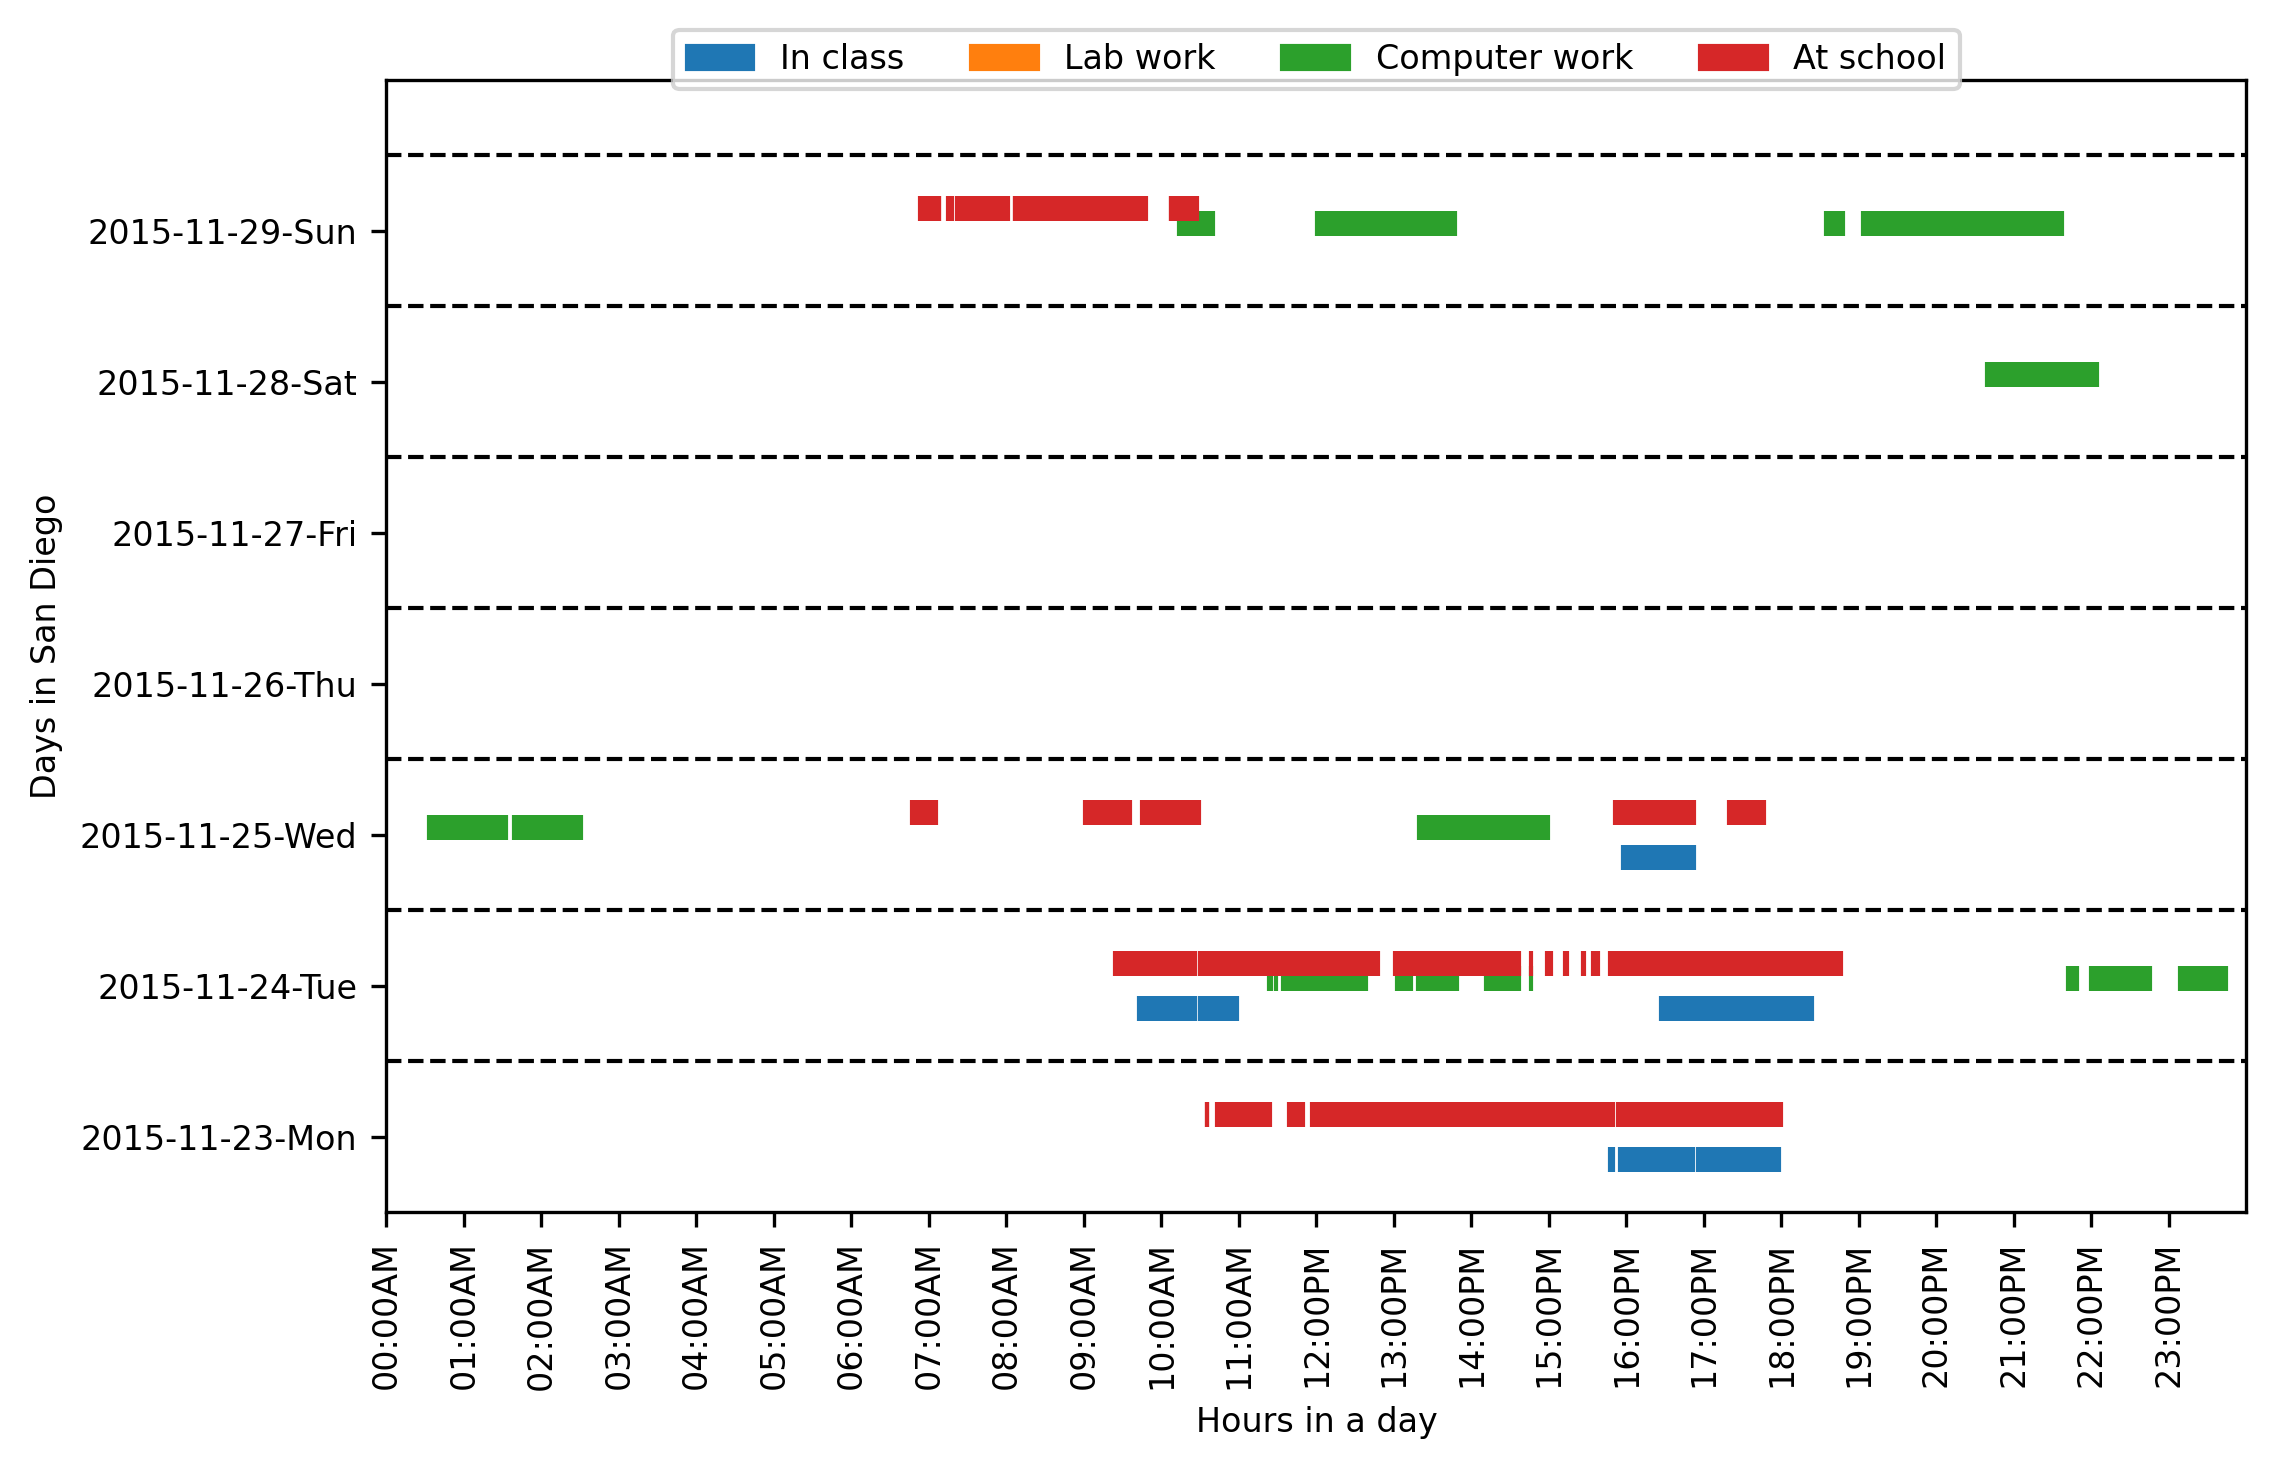 In class Lab work Computer work At school
2015-11-29-Sun
2015-11-28-Sat
2015-11-27-Fri
2015-11-26-Thu
2015-11-25-Wed
2015-11-24-Tue
2015-11-23-Mon
Days in San Diego
00:00AM
01:00AM
02:00AM
03:00AM
04:00AM
05:00AM
06:00AM
07:00AM
08:00AM
09:00AM
10:00AM
11:00AM
12:00PM
13:00PM
14:00PM
15:00PM
16:00PM
17:00PM
18:00PM
19:00PM
20:00PM
21:00PM
22:00PM
23:00PM
Hours in a day